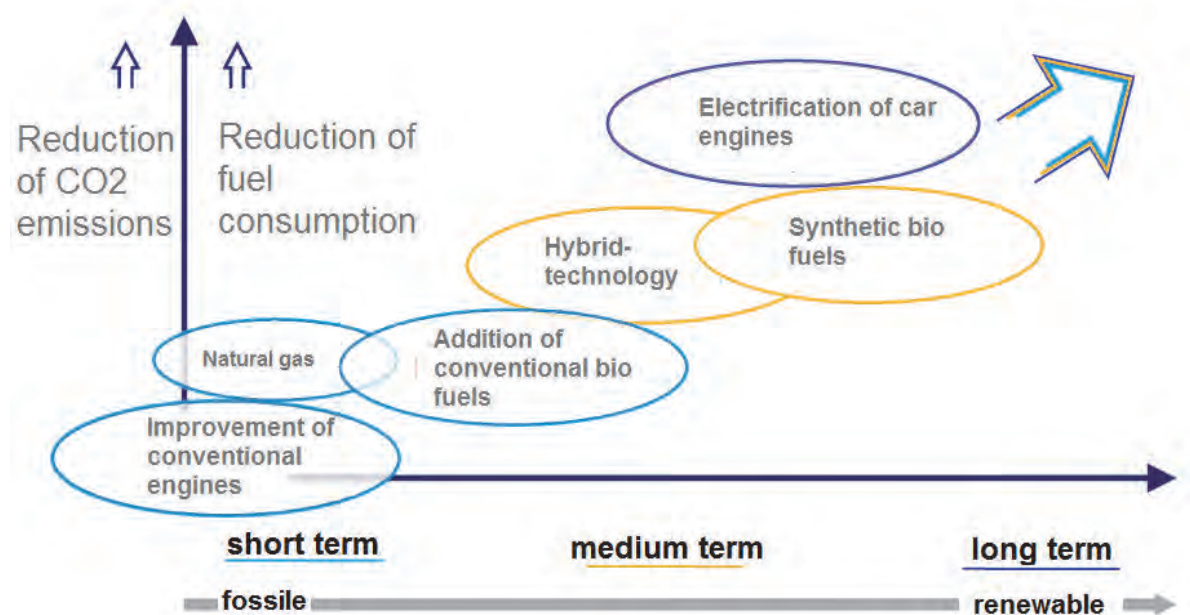 Reduction
of CO2
emissions
Reduction of
fuel
consumption
Electrification of car
engines
Synthetic bio
fuels
Hybrid-
technology
Natural gas
Addition of
conventional bio
fuels
Improvement of
conventional
engines
short term
medium term
long term
fossile
renewable